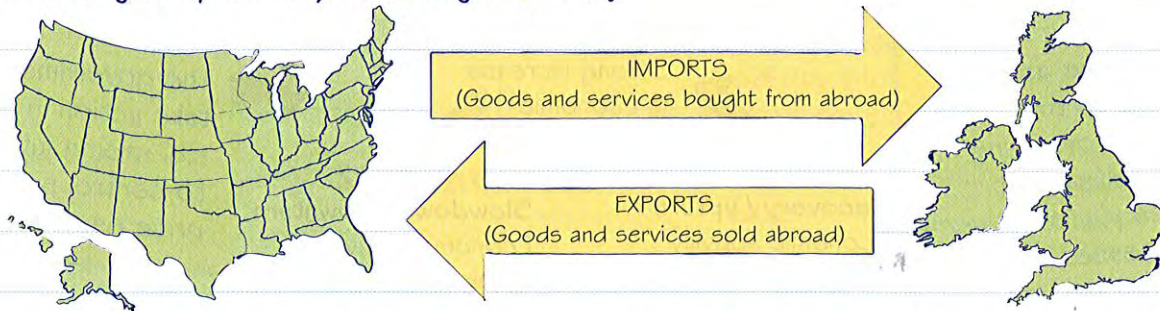 IMPORTS
(Goods and services bought from abroad)
EXPORTS
(Goods and services sold abroad)